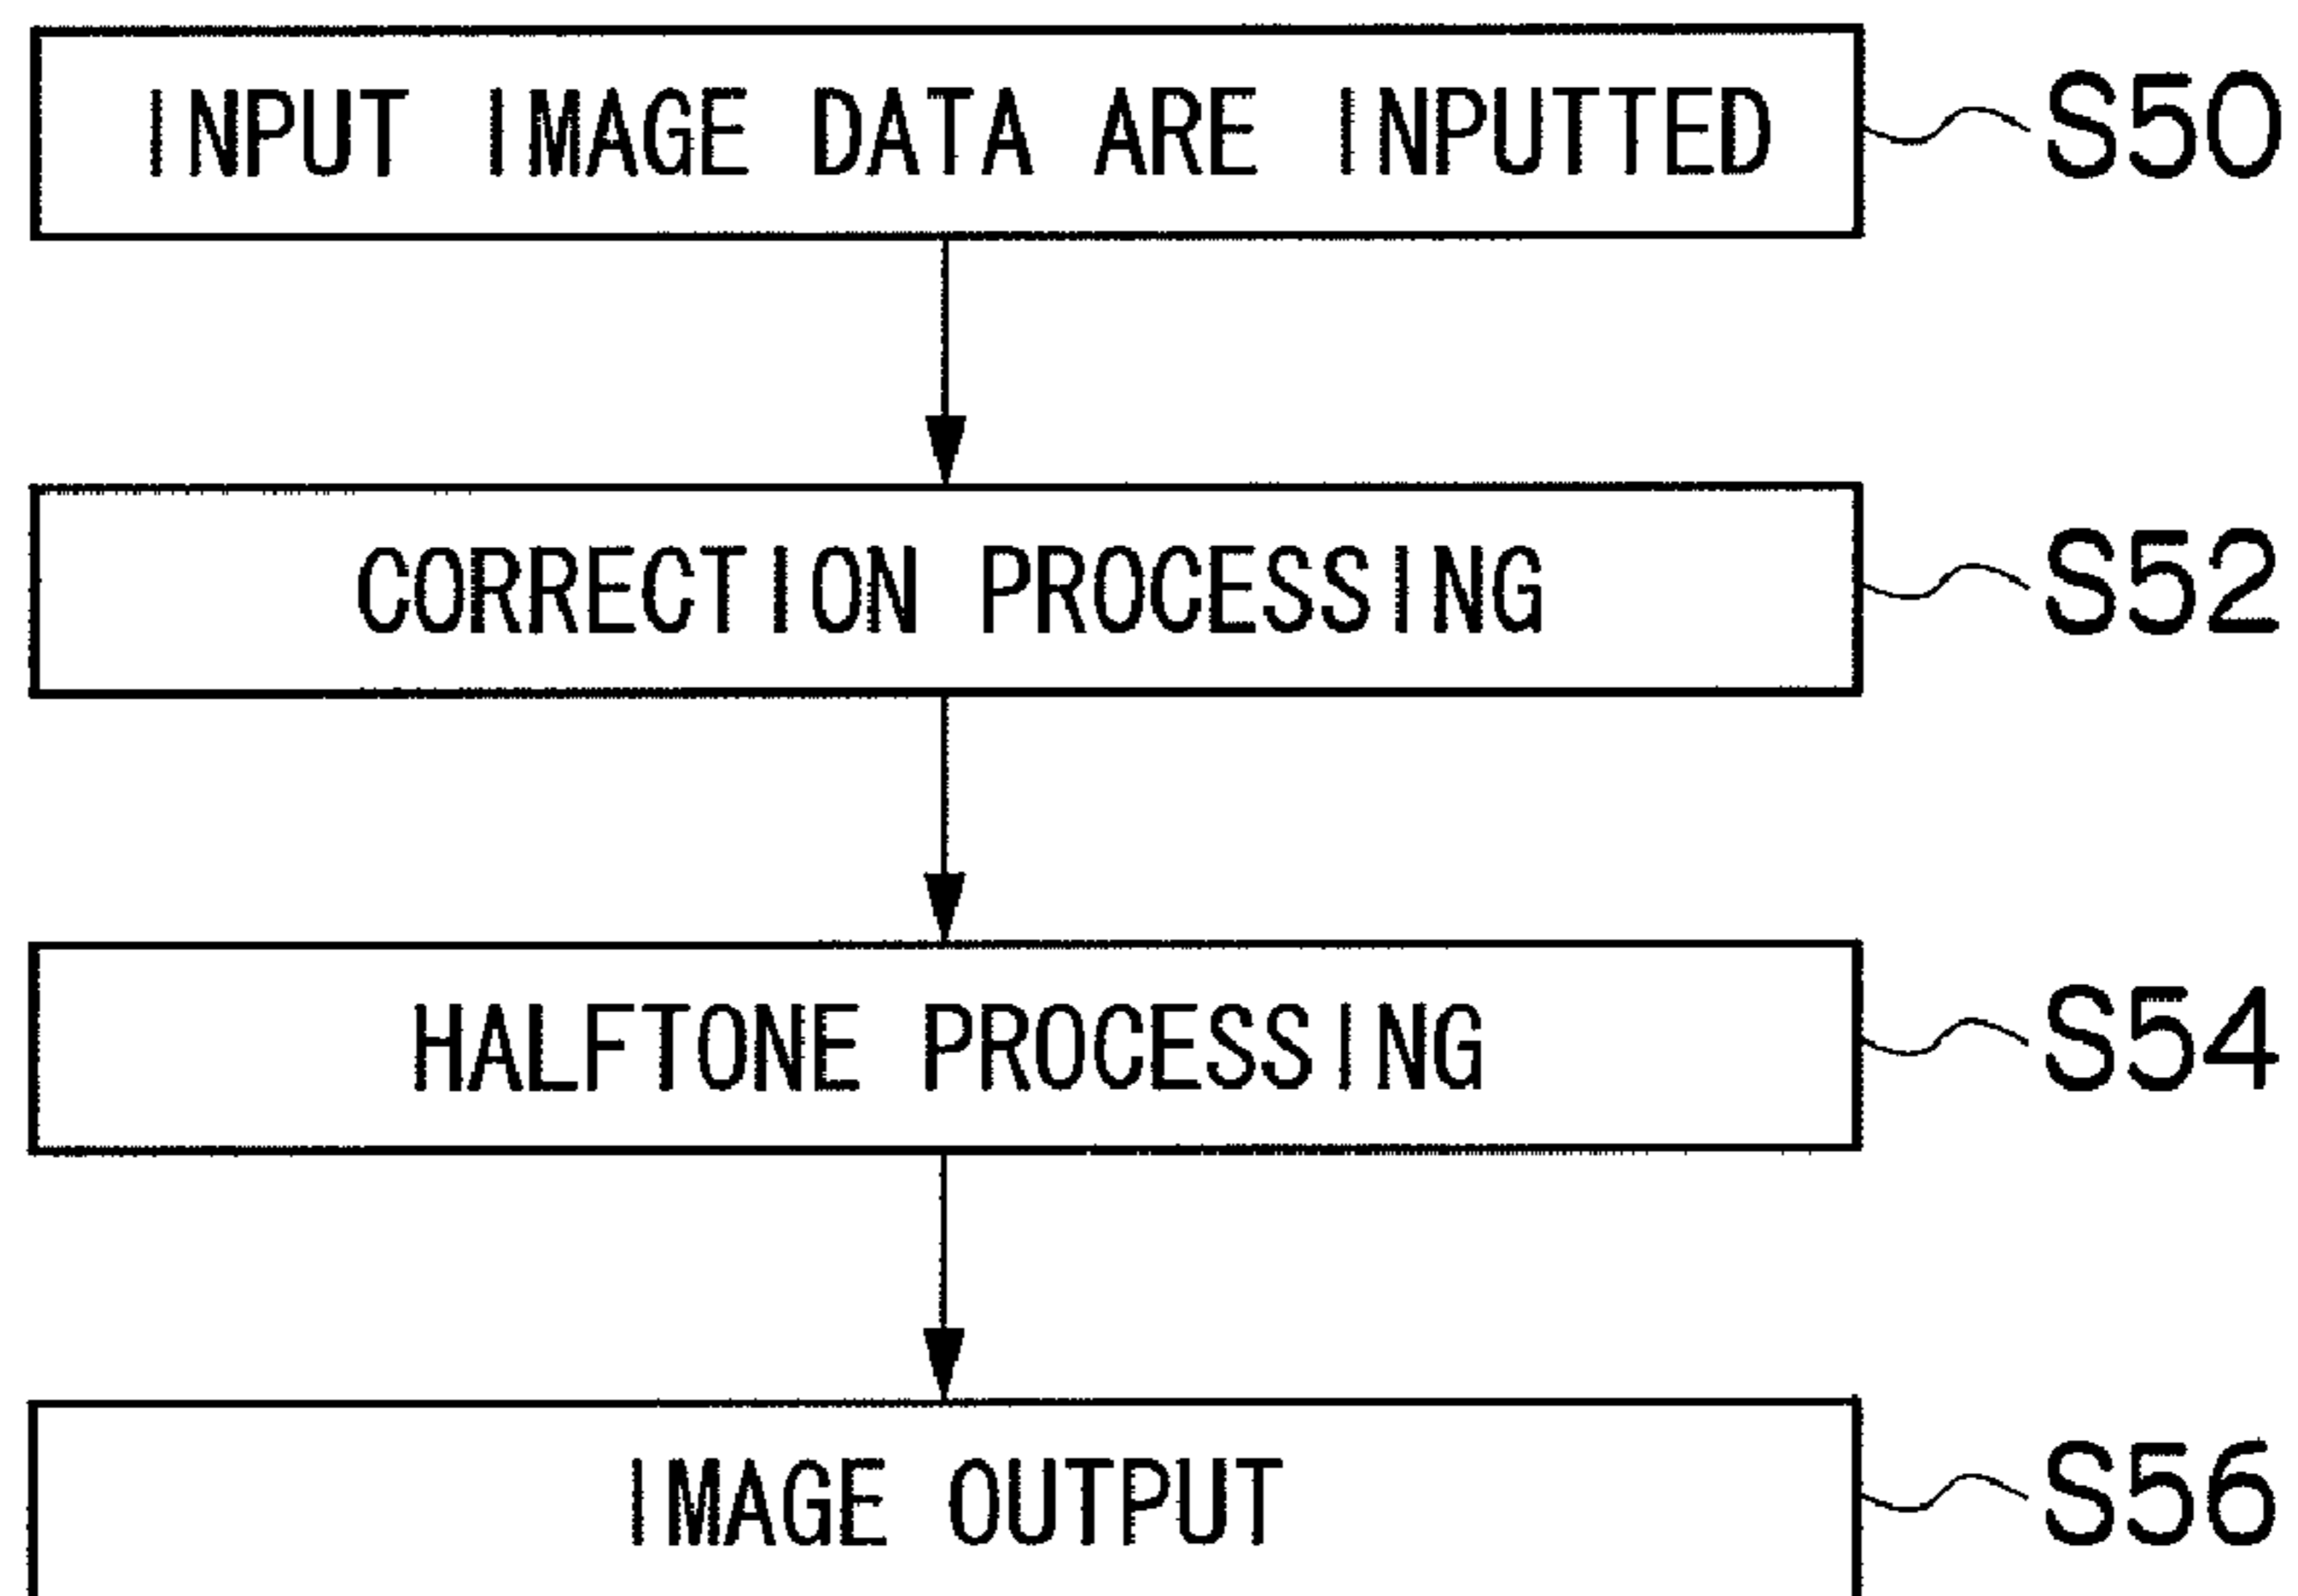 INPUT IMAGE DATA ARE INPUTTED S50
CORRECTION PROCESSING S52
HALFTONE PROCESSING S54
IMAGE OUTPUT S56